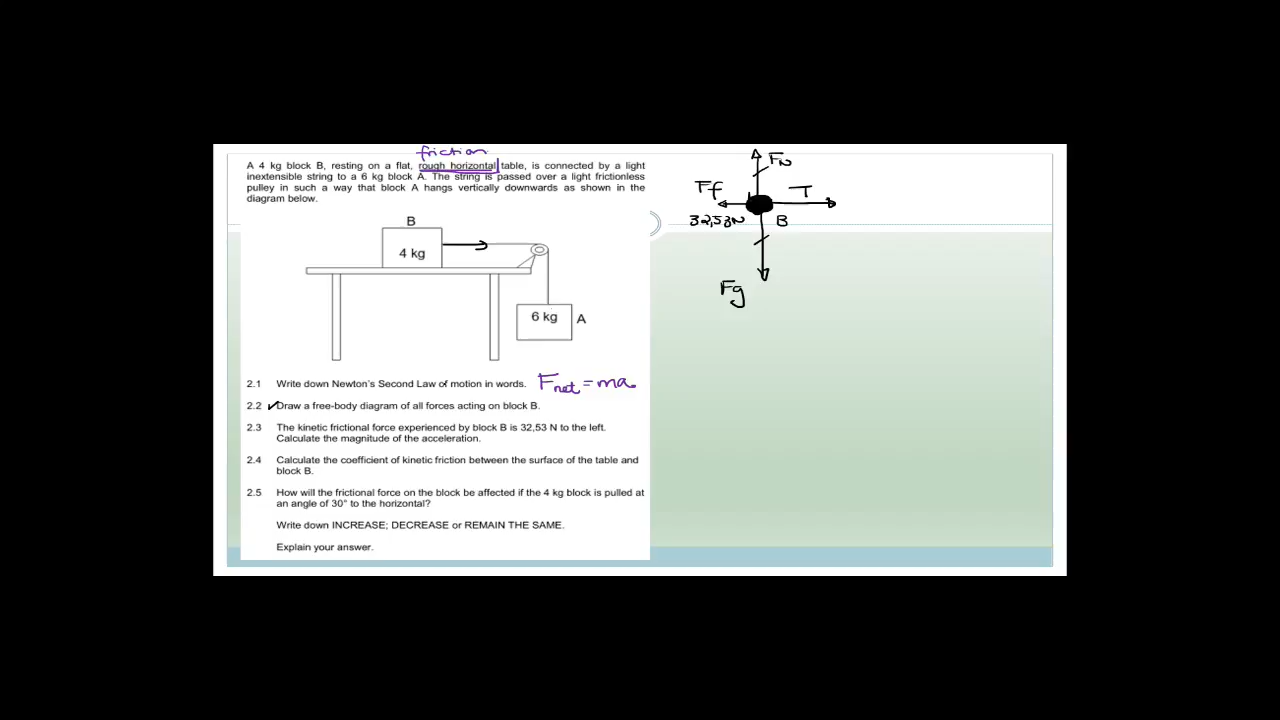 friction
A 4 kg block B, resting on a flat, rough horizontal table, is connected by a light
inextensible string to a 6 kg block A. The string is passed over a light frictionless
pulley in such a way that block A hangs vertically downwards as shown in the
diagram below.
B
4 kg
6 kg
A
2.1 Write down Newton's Second Law of motion in words. Fnet = ma
2.2 Draw a free-body diagram of all forces acting on block B.
2.3 The kinetic frictional force experienced by block B is 32,53 N to the left.
Calculate the magnitude of the acceleration.
2.4 Calculate the coefficient of kinetic friction between the surface of the table and
block B.
2.5 How will the frictional force on the block be affected if the 4 kg block is pulled at
an angle of 30° to the horizontal?
Write down INCREASE; DECREASE or REMAIN THE SAME.
Explain your answer.
FN
Ff
T
32,53N
B
Fg